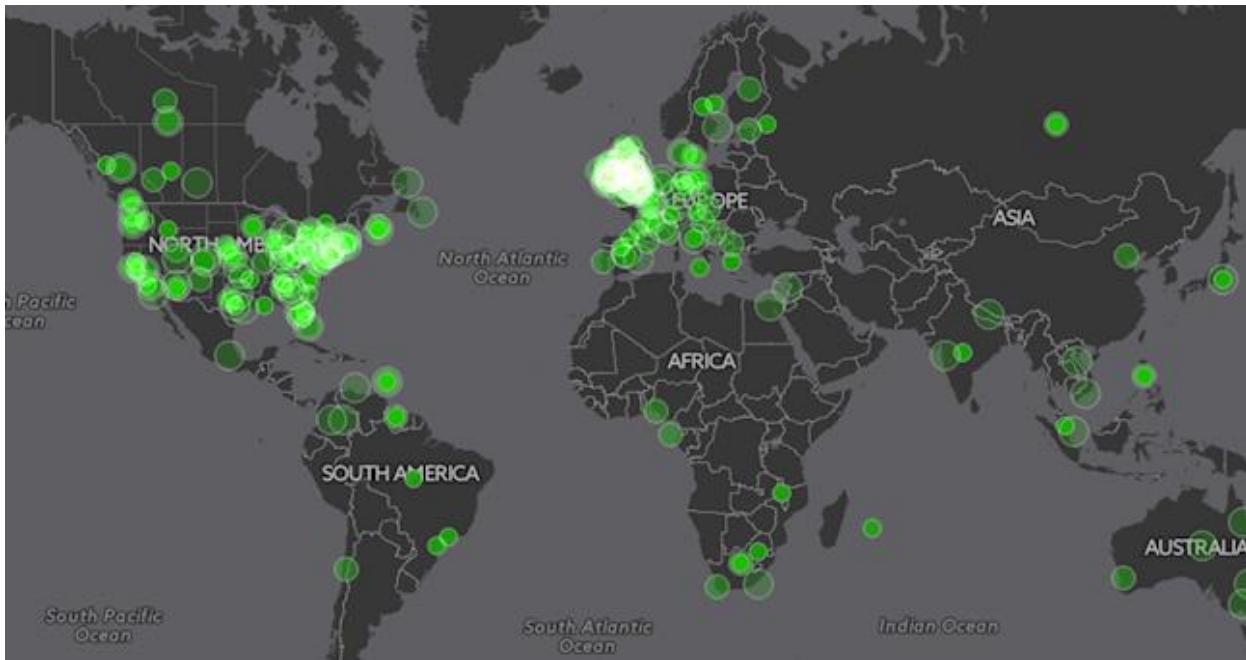 EUROPE
ASIA
NORTH AMERICA
North Atlantic
Ocean
Pacific
AFRICA
SOUTH AMERICA
AUSTRALIA
South Pacific
Ocean
South Atlantic
Ocean
Indian Ocean